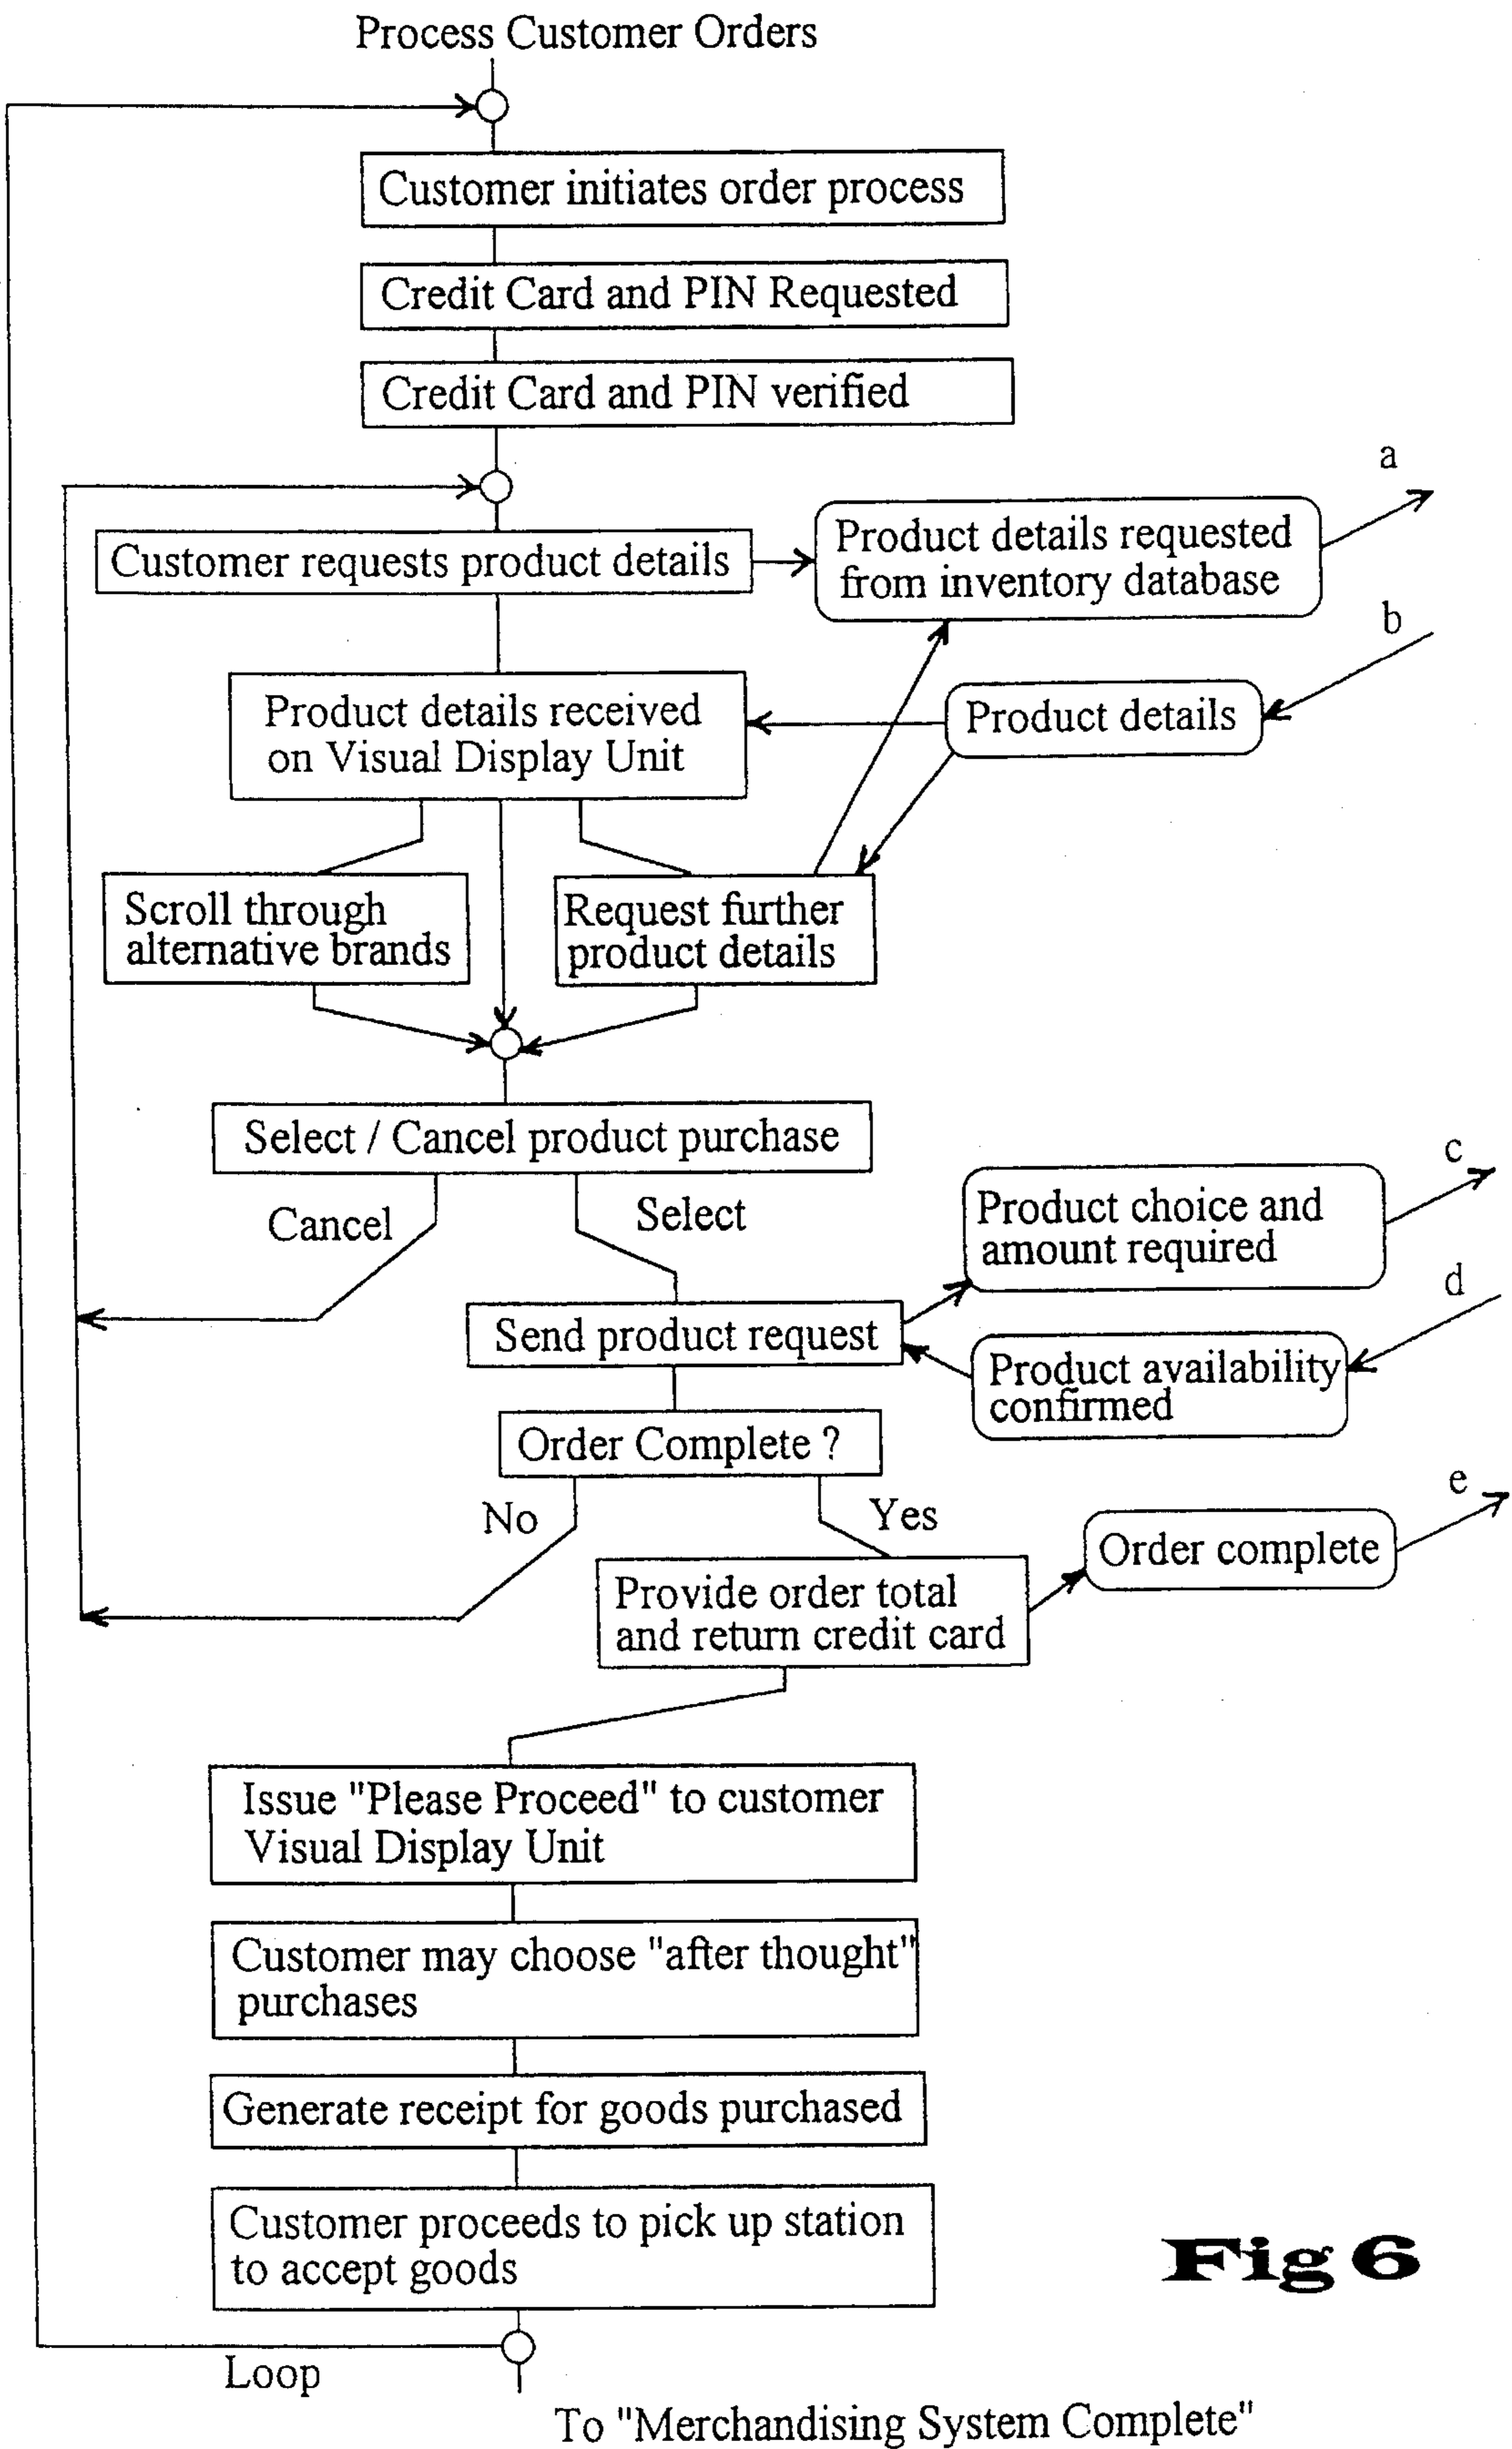 Process Customer Orders
Customer initiates order process
Credit Card and PIN Requested
Credit Card and PIN verified
a
Customer requests product details
Product details requested
from inventory database
b
Product details received
on Visual Display Unit
Product details
Scroll through
alternative brands
Request further
product details
Select / Cancel product purchase
Cancel
Select
c
Product choice and
amount required
d
Send product request
Product availability
confirmed
Order Complete ?
No
Yes
e
Order complete
Provide order total
and return credit card
Issue "Please Proceed" to customer
Visual Display Unit
Customer may choose "after thought"
purchases
Generate receipt for goods purchased
Customer proceeds to pick up station
to accept goods
Fig 6
Loop
To "Merchandising System Complete"